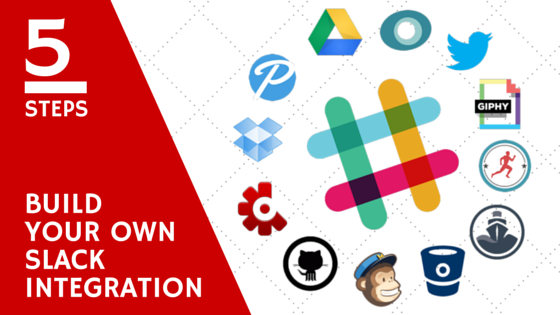 5
STEPS
BUILD
YOUR OWN
SLACK
INTEGRATION
P
GIPHY